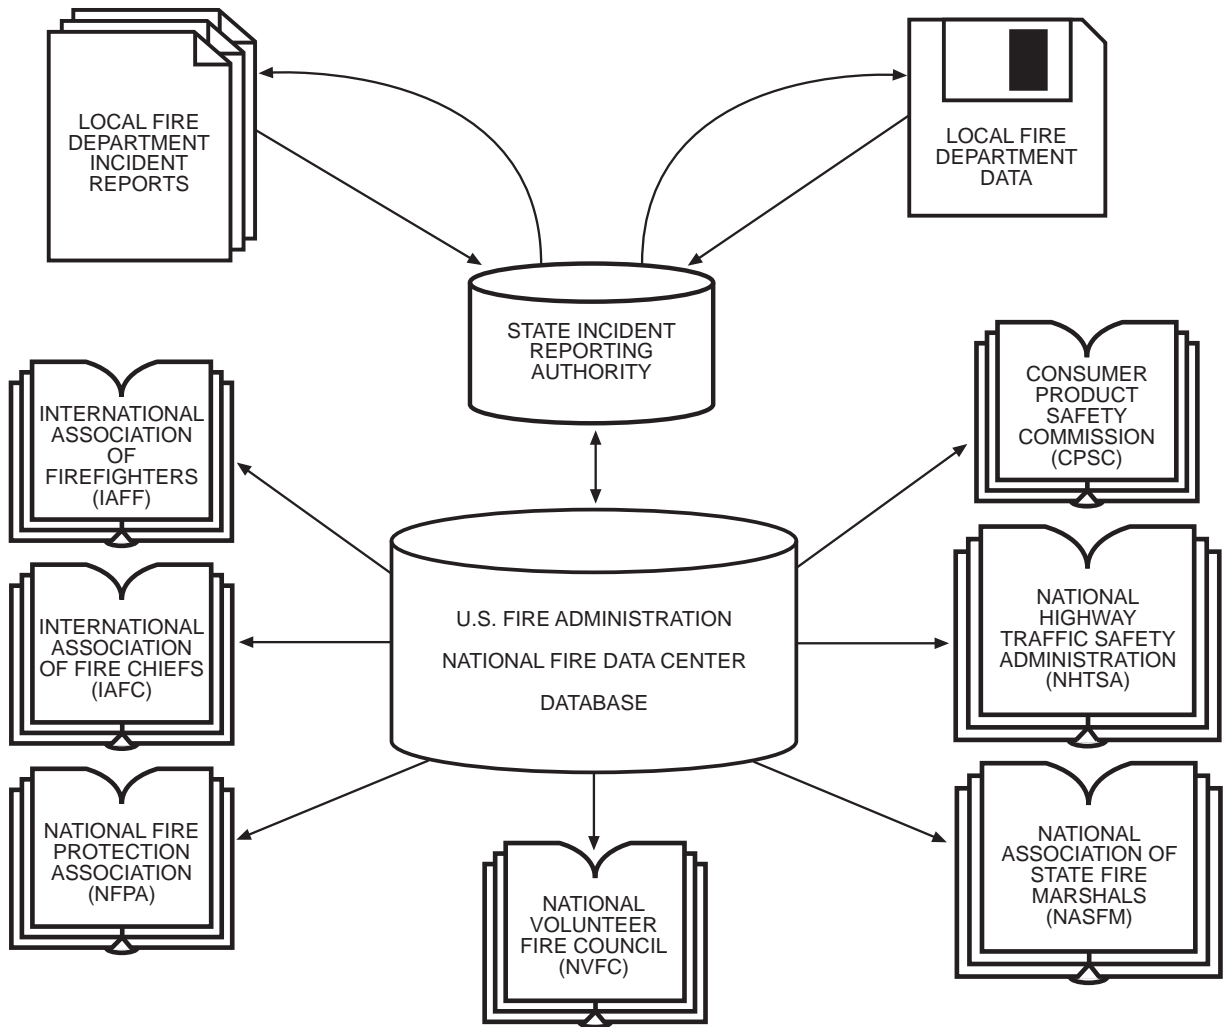 LOCAL FIRE
DEPARTMENT
INCIDENT
REPORTS
LOCAL FIRE
DEPARTMENT
DATA
STATE INCIDENT
REPORTING
AUTHORITY
INTERNATIONAL
ASSOCIATION
OF
FIREFIGHTERS
(IAFF)
CONSUMER
PRODUCT
SAFETY
COMMISSION
(CPSC)
INTERNATIONAL
ASSOCIATION
OF FIRE CHIEFS
(IAFC)
U.S. FIRE ADMINISTRATION
NATIONAL FIRE DATA CENTER
DATABASE
NATIONAL
HIGHWAY
TRAFFIC SAFETY
ADMINISTRATION
(NHTSA)
NATIONAL FIRE
PROTECTION
ASSOCIATION
(NFPA)
NATIONAL
VOLUNTEER
FIRE COUNCIL
(NVFC)
NATIONAL
ASSOCIATION OF
STATE FIRE
MARSHALS
(NASFM)